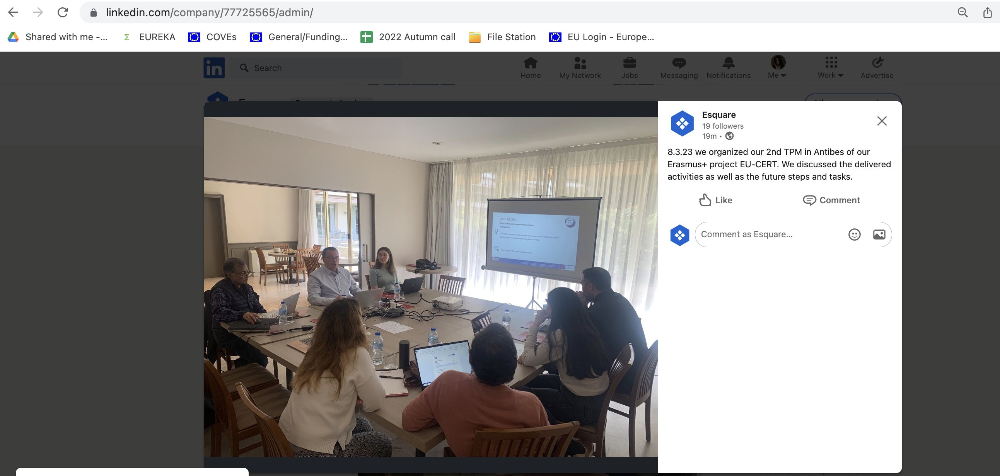 linkedin.com/company/77725565/admin/
Shared with me -...
EUREKA
COVEs
General/Funding...
2022 Autumn call
File Station
EU Login - Europe...
in
Search
Home
My Network
Jobs
Messaging
Notifications
Me
Work
Advertise
About EU-CERT
Esquare
19 followers
19m •
8.3.23 we organized our 2nd TPM in Antibes of our
Erasmus+ project EU-CERT. We discussed the delivered
activities as well as the future steps and tasks.
Like
Comment
Comment as Esquare...